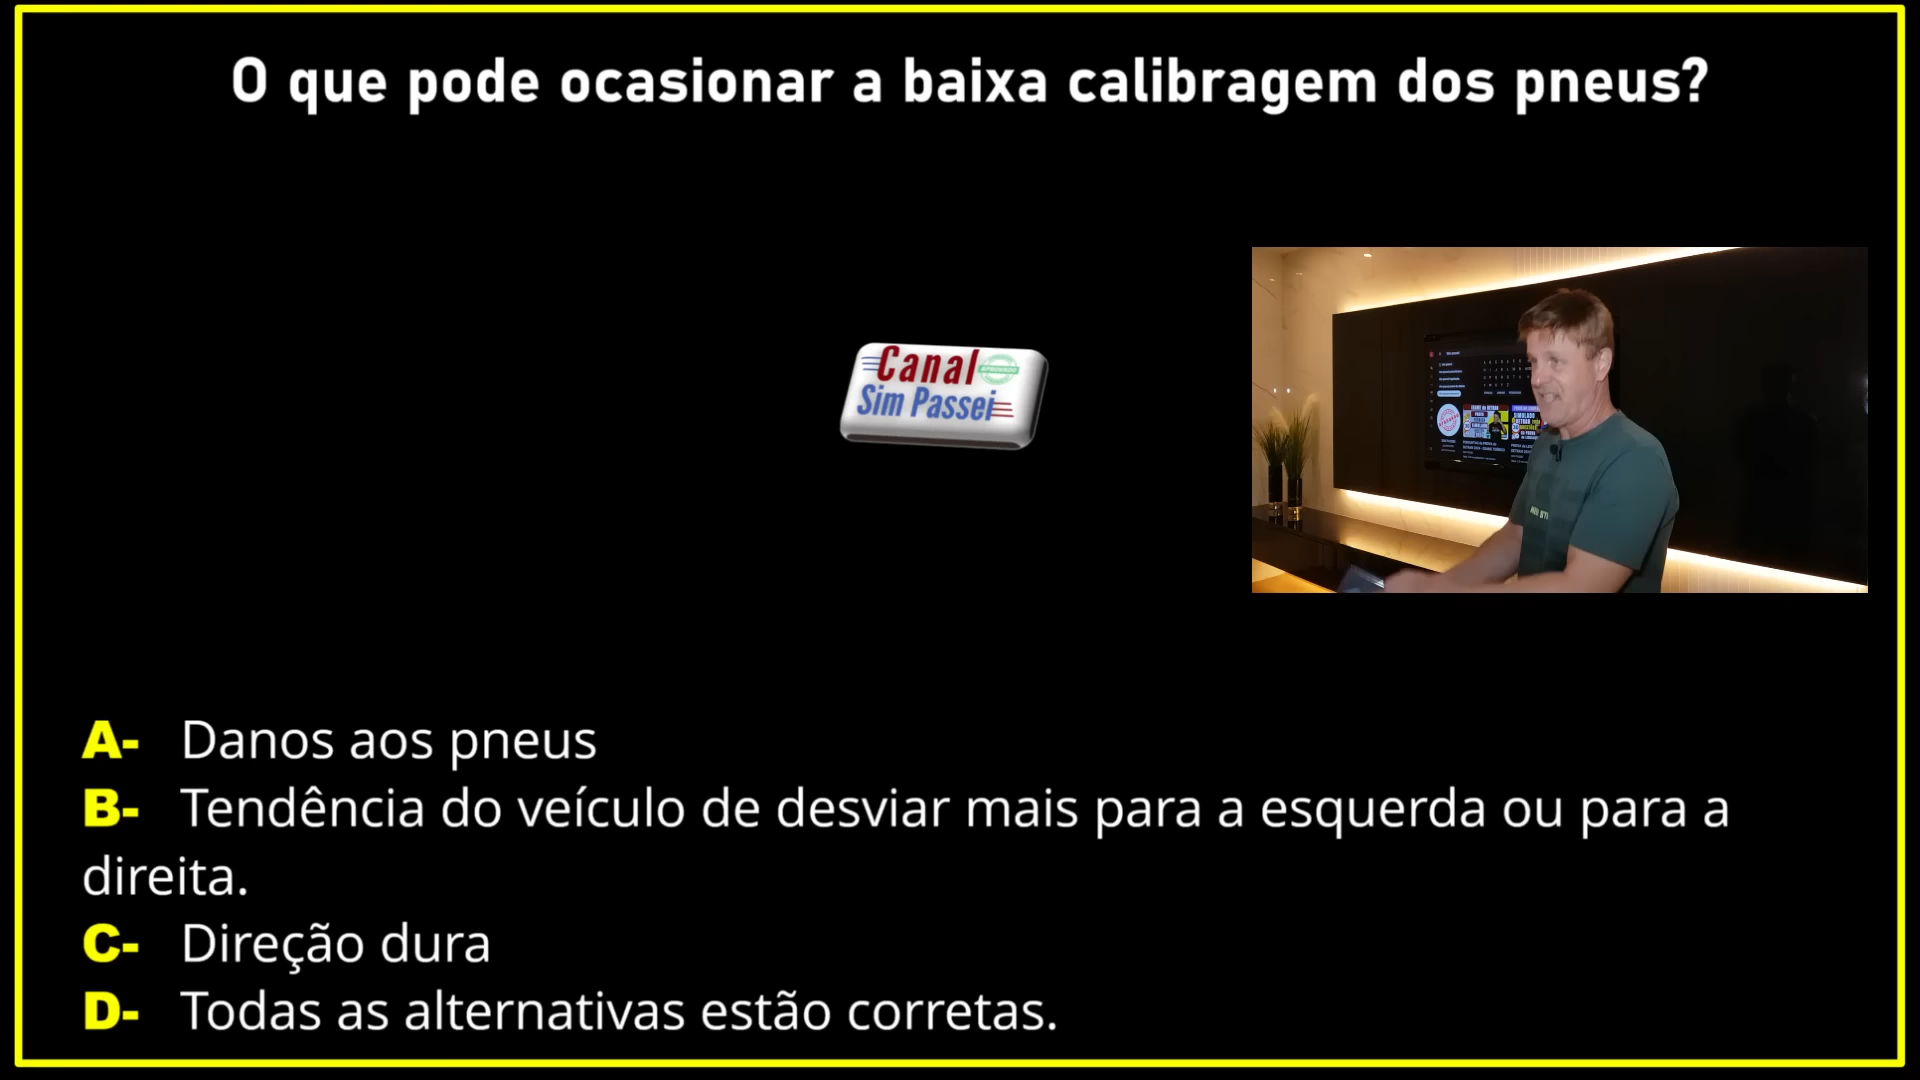 O que pode ocasionar a baixa calibragem dos pneus?
Canal
APROVADO
Sim Passei
A- Danos aos pneus
B- Tendência do veículo de desviar mais para a esquerda ou para a
direita.
C- Direção dura
D- Todas as alternativas estão corretas.